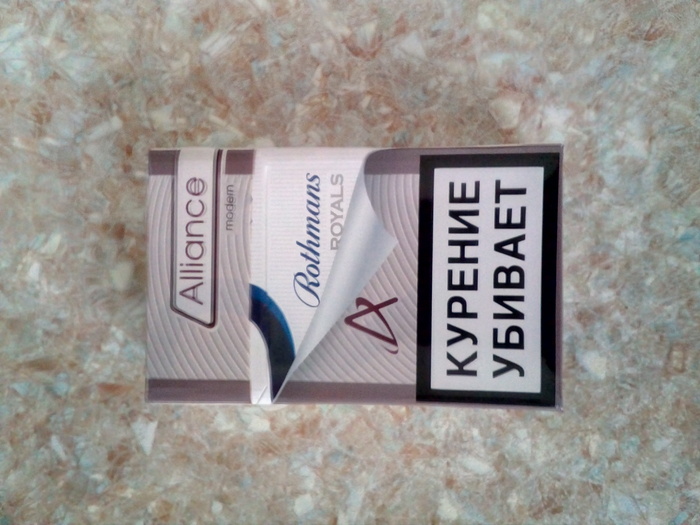 Alliance
modern
Rothmans
ROYALS
КУРЕНИЕ
УБИВАЕТ